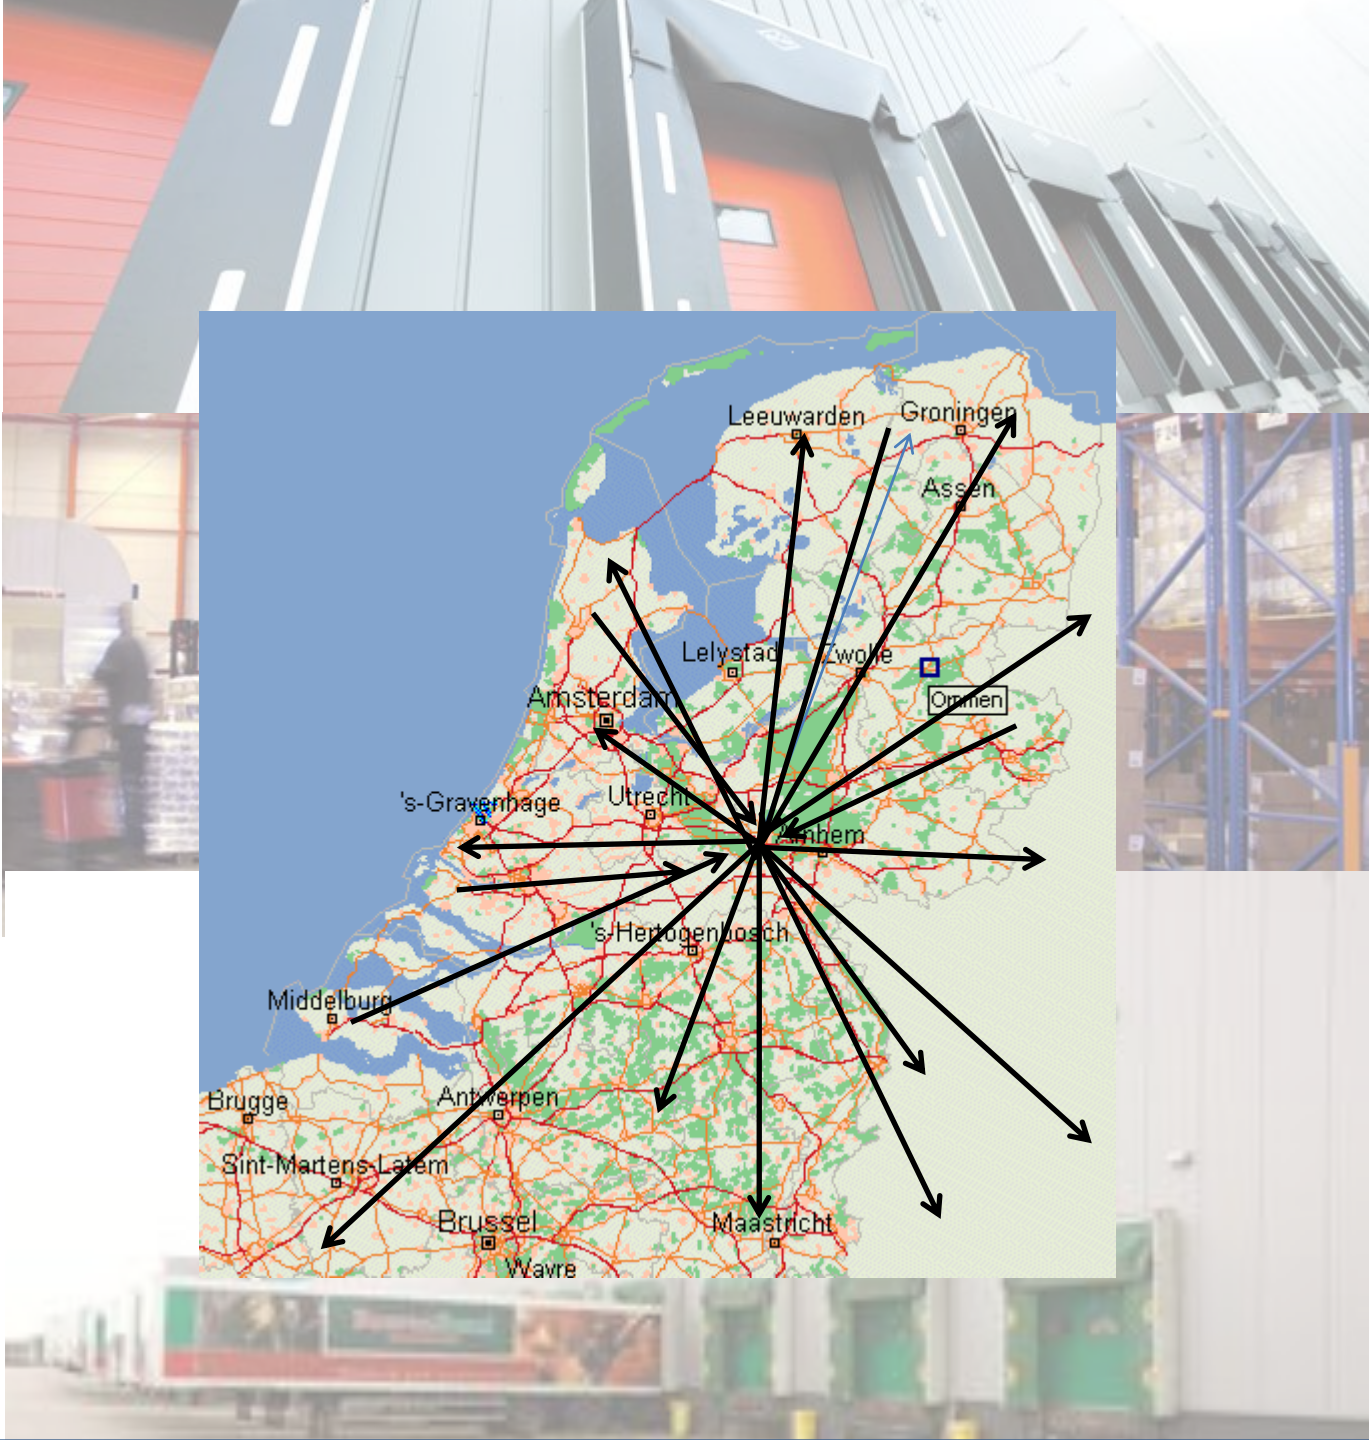 F 24
Leeuwarden
Groningen
Assen
Lelystad
Zwolle
Amsterdam
Ommen
's-Gravenhage
Utrecht
Arnhem
's-Hertogenbosch
Middelburg
Brugge
Antwerpen
Sint-Martens-Latem
Brussel
Maastricht
Wavre